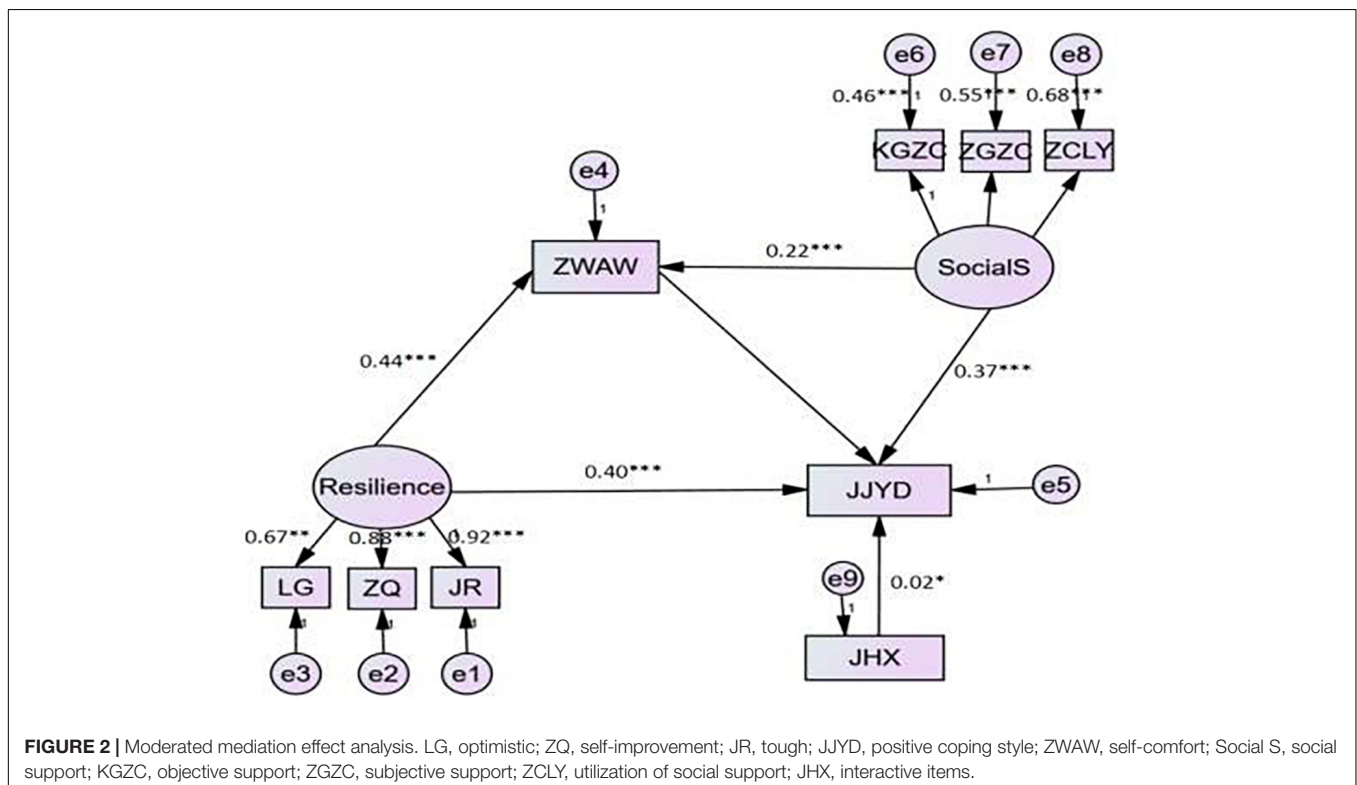 e6 e7 e8
0.46*** 1 0.55*** 0.68***
KGZC ZGZC ZCLY
e4
1
1
ZWAW
0.22***
SocialS
0.44***
0.37***
Resilience
0.40***
JJYD
1
e5
0.67** 0.88*** 0.92***
LG ZQ JR
e9
0.02*
1
1 1 1
JHX
e3 e2 e1
FIGURE 2 | Moderated mediation effect analysis. LG, optimistic; ZQ, self-improvement; JR, tough; JJYD, positive coping style; ZWAW, self-comfort; Social S, social
support; KGZC, objective support; ZGZC, subjective support; ZCLY, utilization of social support; JHX, interactive items.